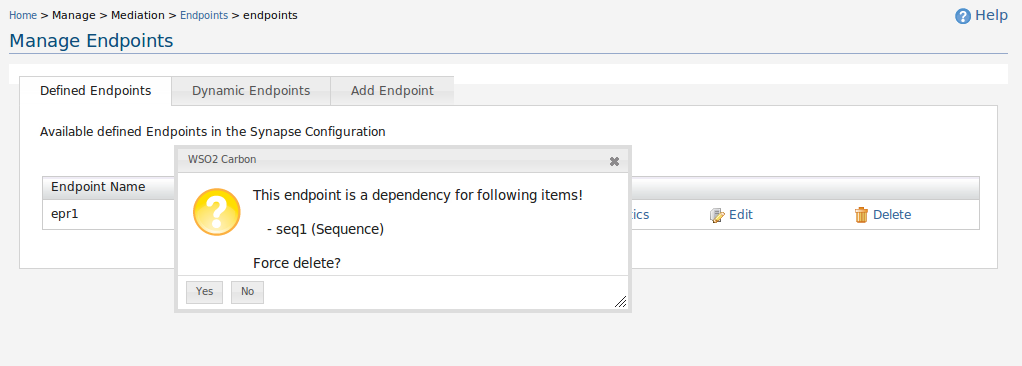 Home > Manage > Mediation > Endpoints > endpoints
Help
Manage Endpoints
Defined Endpoints
Dynamic Endpoints
Add Endpoint
Available defined Endpoints in the Synapse Configuration
WSO2 Carbon
Endpoint Name
This endpoint is a dependency for following items!
epr1
Edit
Delete
- seq1 (Sequence)
Force delete?
Yes
No